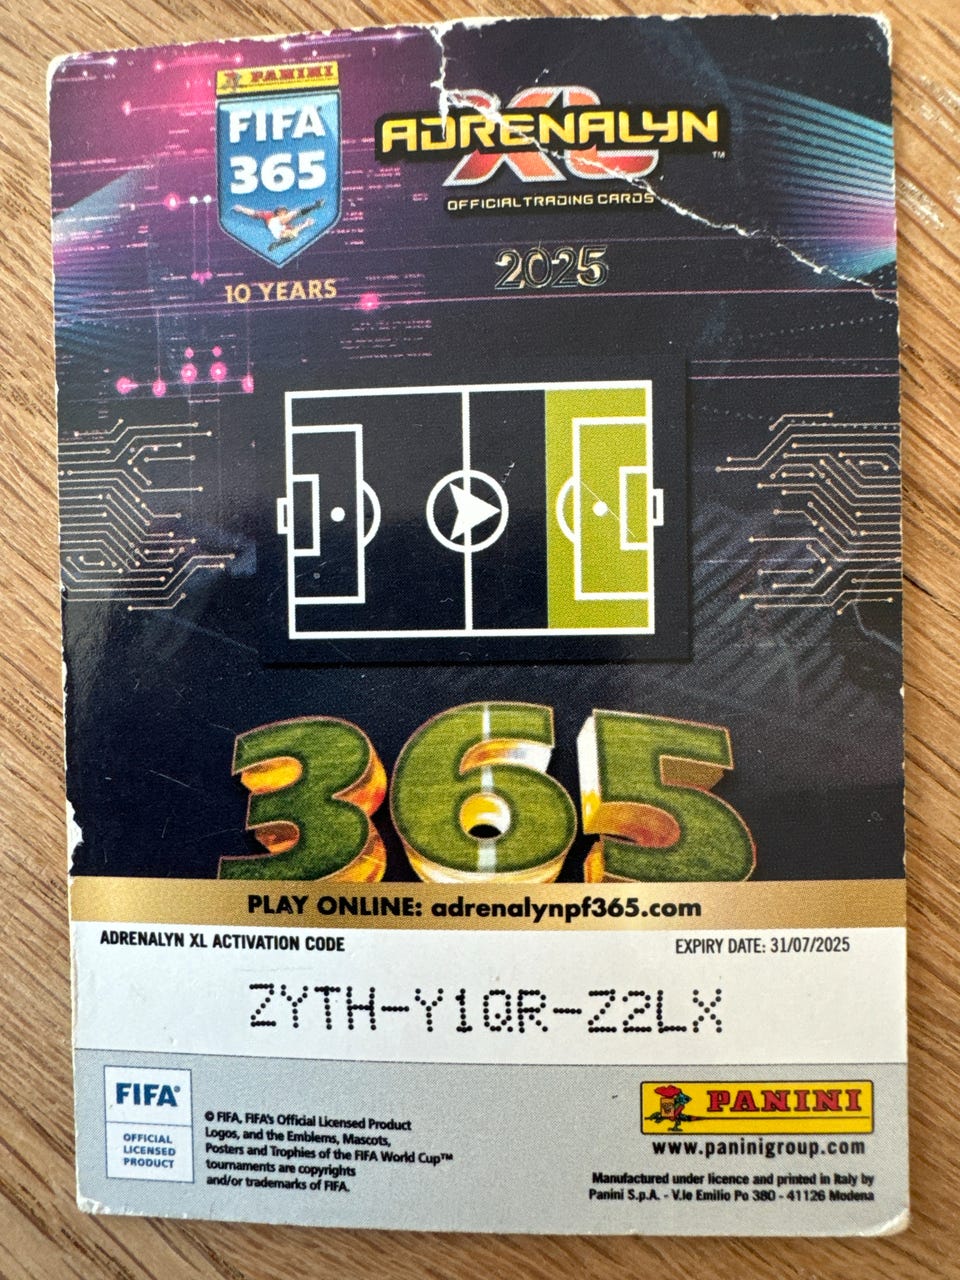 PANINI
FIFA
365
10 YEARS
ADRENALYN
XL
™
OFFICIAL TRADING CARDS
2025
365
PLAY ONLINE: adrenalynpf365.com
ADRENALYN XL ACTIVATION CODE
EXPIRY DATE: 31/07/2025
ZYTH-Y1QR-Z2LX
FIFA®
OFFICIAL
LICENSED
PRODUCT
© FIFA, FIFA's Official Licensed Product
Logos, and the Emblems, Mascots,
Posters and Trophies of the FIFA World Cup™
tournaments are copyrights
and/or trademarks of FIFA.
PANINI
www.paninigroup.com
Manufactured under licence and printed in Italy by
Panini S.p.A. - V.le Emilio Po 380 - 41126 Modena